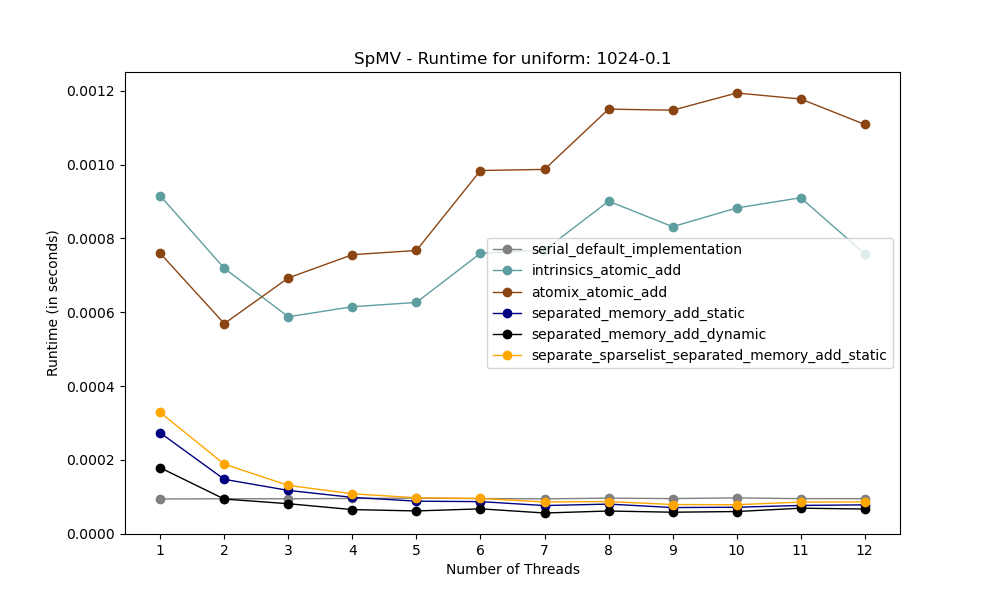 SpMV - Runtime for uniform: 1024-0.1
Runtime (in seconds)
0.0012
0.0010
0.0008
0.0006
0.0004
0.0002
0.0000
serial_default_implementation
intrinsics_atomic_add
atomix_atomic_add
separated_memory_add_static
separated_memory_add_dynamic
separate_sparselist_separated_memory_add_static
1 2 3 4 5 6 7 8 9 10 11 12
Number of Threads